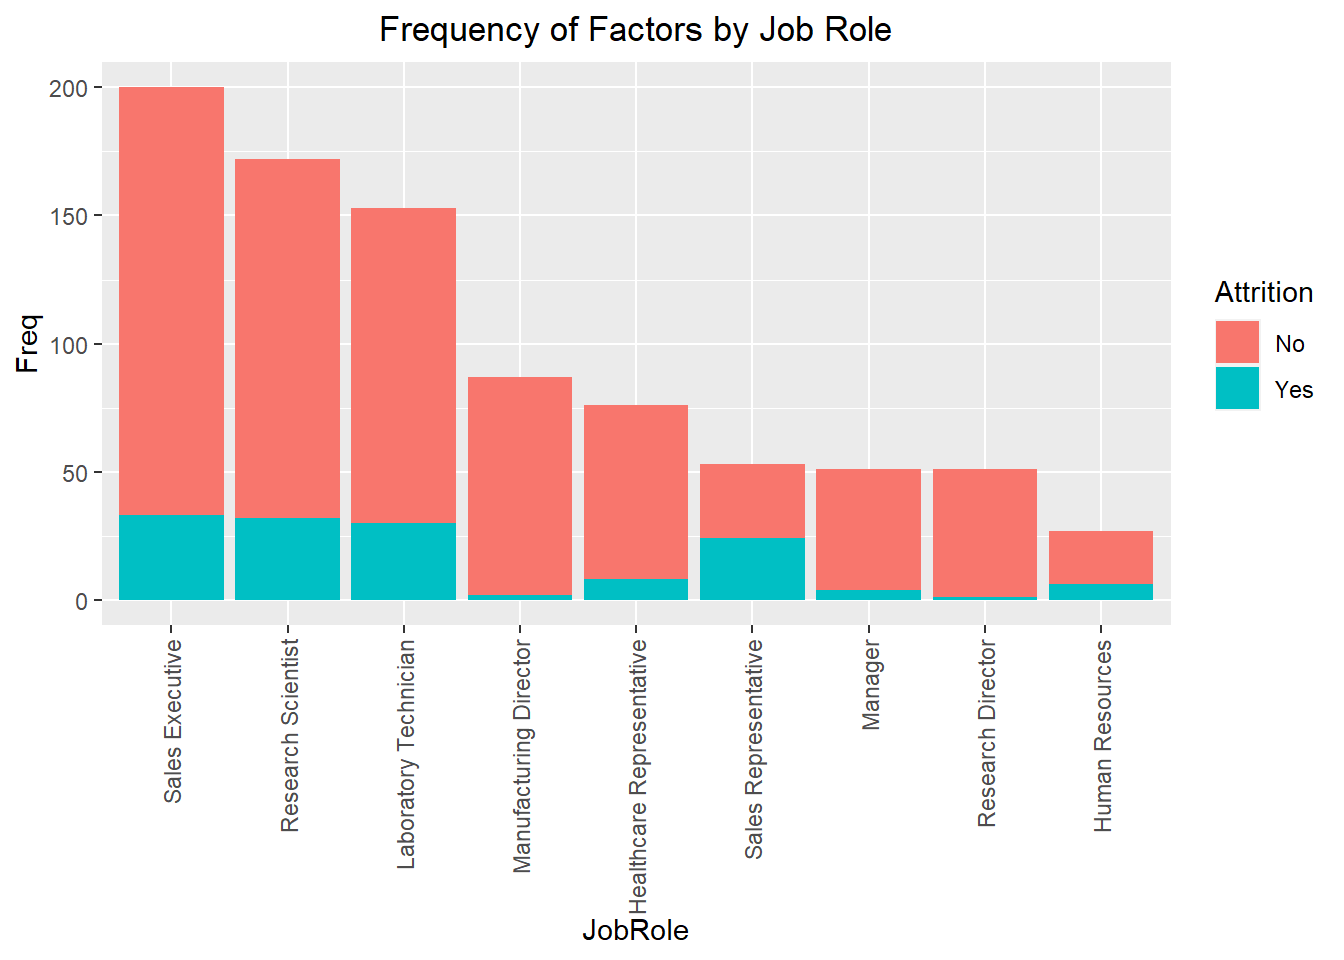 Frequency of Factors by Job Role
200
150
100
50
0
Freq
Sales Executive
Research Scientist
Laboratory Technician
Manufacturing Director
Healthcare Representative
Sales Representative
Manager
Research Director
Human Resources
JobRole
Attrition
No
Yes